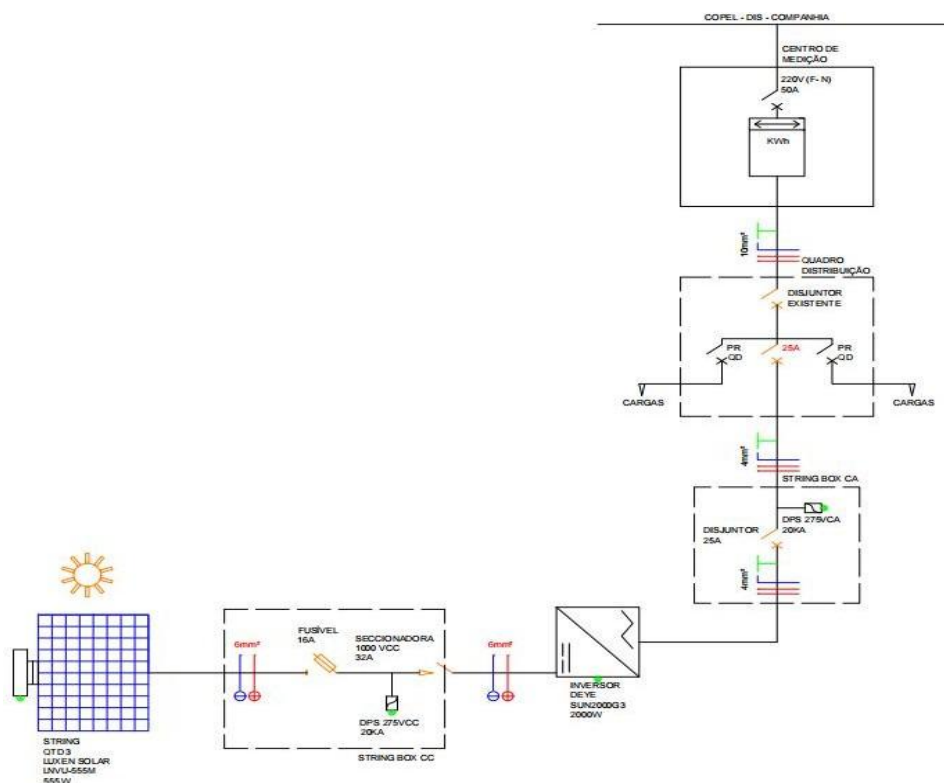 COPEL - DIS - COMPANHIA
CENTRO DE
MEDIÇÃO
220V (F- N)
50A
KWh
10mm²
QUADRO
DISTRIBUIÇÃO
DISJUNTOR
EXISTENTE
PR
QD
25A
PR
QD
CARGAS
CARGAS
4mm²
STRING BOX CA
DPS 275VCA
20KA
DISJUNTOR
25A
4mm²
6mm²
FUSÍVEL
16A
SECCIONADORA
1000 VCC
32A
DPS 275VCC
20KA
STRING BOX CC
6mm²
INVERSOR
DEYE
SUN2000G3
2000W
STRING
QTD 3
LUXEN SOLAR
LNVU-555M
555W